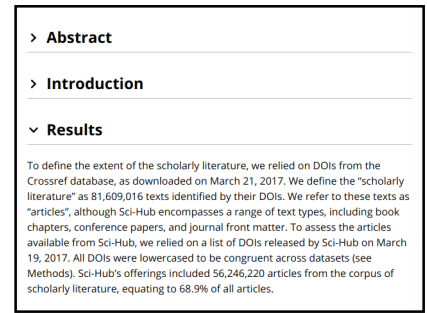 Abstract
Introduction
Results
To define the extent of the scholarly literature, we relied on DOIs from the
Crossref database, as downloaded on March 21, 2017. We define the “scholarly
literature” as 81,609,016 texts identified by their DOIs. We refer to these texts as
“articles”, although Sci-Hub encompasses a range of text types, including book
chapters, conference papers, and journal front matter. To assess the articles
available from Sci-Hub, we relied on a list of DOIs released by Sci-Hub on March
19, 2017. All DOIs were lowercased to be congruent across datasets (see
Methods). Sci-Hub’s offerings included 56,246,220 articles from the corpus of
scholarly literature, equating to 68.9% of all articles.